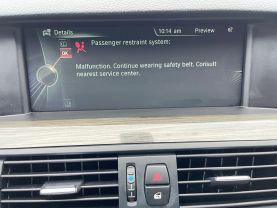 Details 10:14 am Preview
Passenger restraint system:
OK
Malfunction. Continue wearing safety belt. Consult
nearest service center.